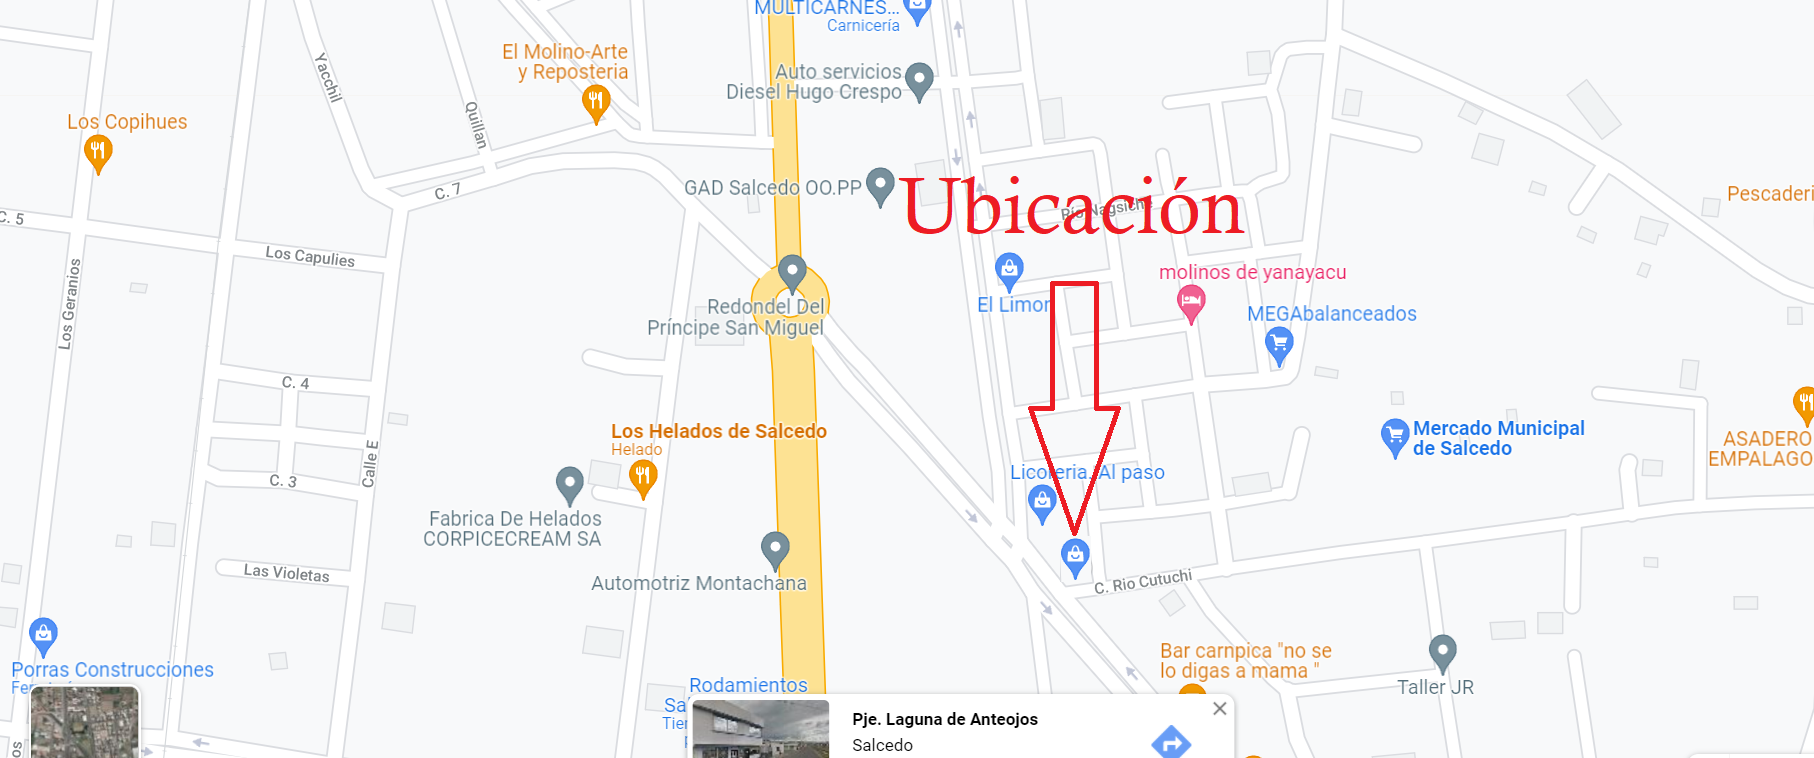 MULTICARNES...
Carnicería
El Molino-Arte
y Reposteria
Yacchil
Quillan
Auto servicios
Diesel Hugo Crespo
Los Copihues
C. 7
GAD Salcedo OO.PP
Ubicación
Río Nagsiche
Pescaderi
C. 5
Los Capulies
Los Geranios
molinos de yanayacu
El Limon
MEGAbalanceados
Redondel Del
Príncipe San Miguel
C. 4
Los Helados de Salcedo
Helado
Mercado Municipal
de Salcedo
ASADERO
EMPALAGO
Calle E
C. 3
Licoreria, Al paso
Fabrica De Helados
CORPICECREAM SA
Las Violetas
Automotriz Montachana
C. Rio Cutuchi
Porras Construcciones
Bar carnpica "no se
lo digas a mama "
Taller JR
Rodamientos
Sa
Tier
Pje. Laguna de Anteojos
Salcedo
os